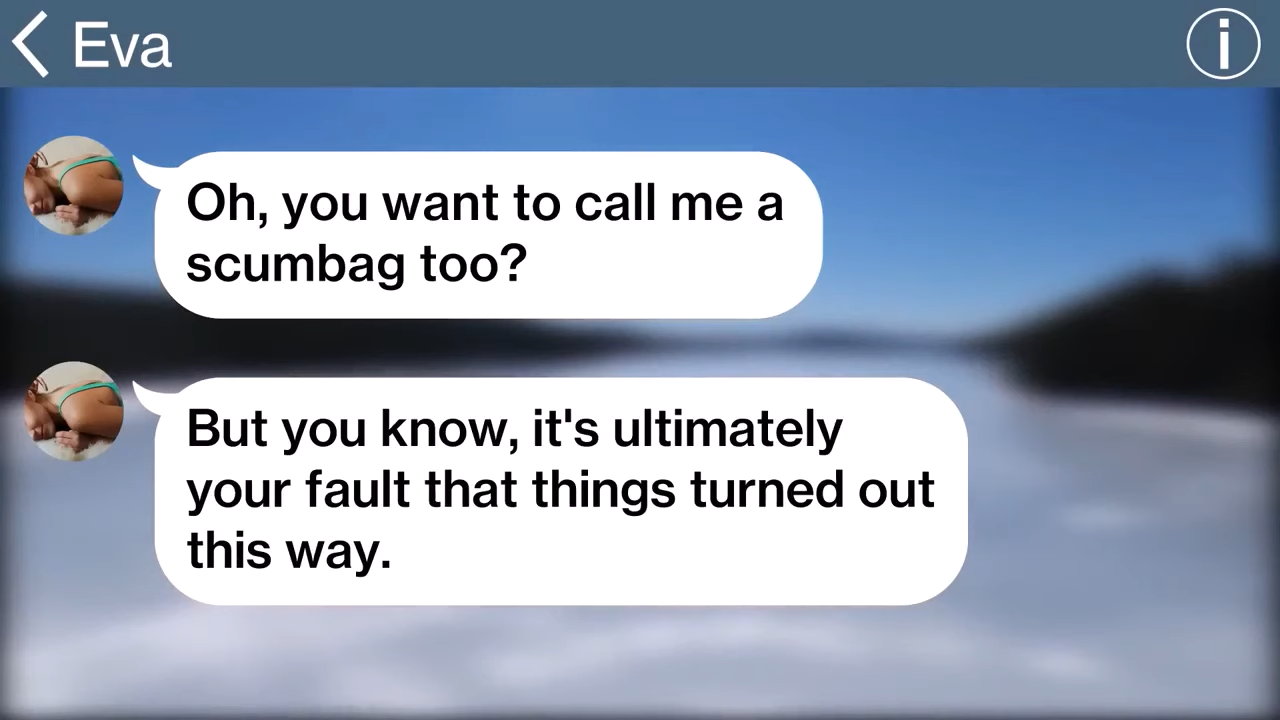 Eva
Oh, you want to call me a
scumbag too?
But you know, it's ultimately
your fault that things turned out
this way.